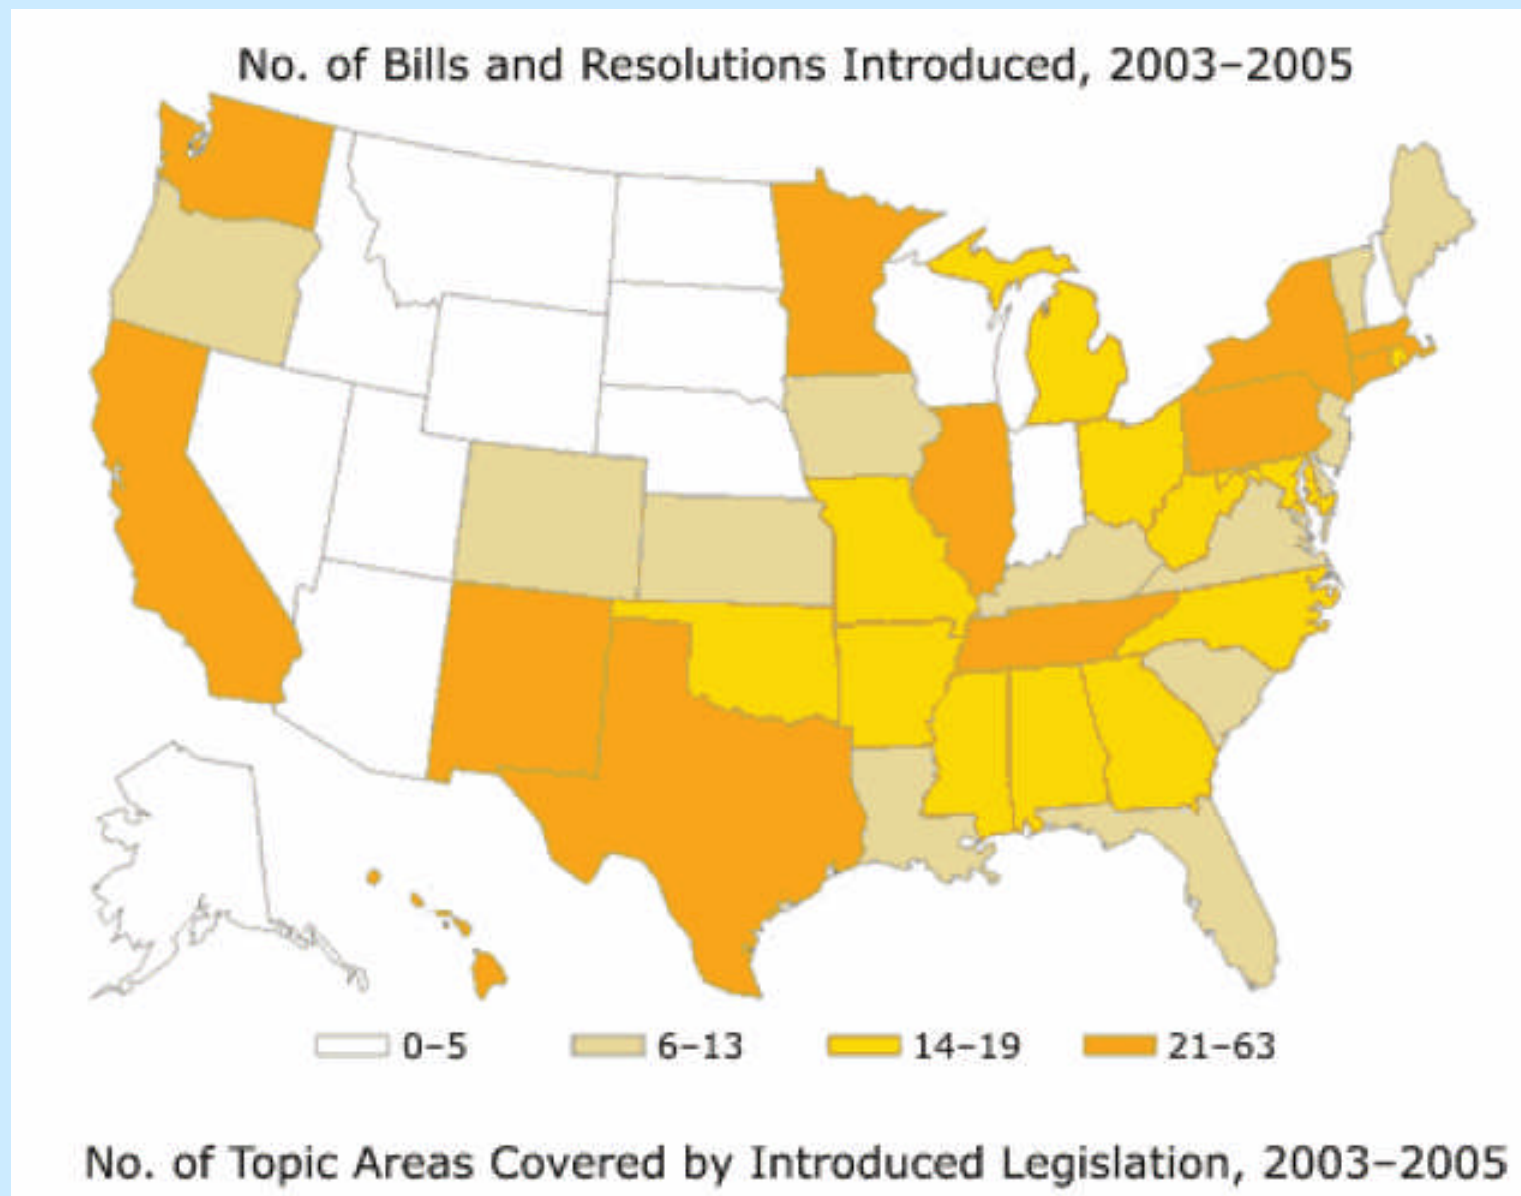 No. of Bills and Resolutions Introduced, 2003–2005
0–5 6–13 14–19 21–63
No. of Topic Areas Covered by Introduced Legislation, 2003–2005